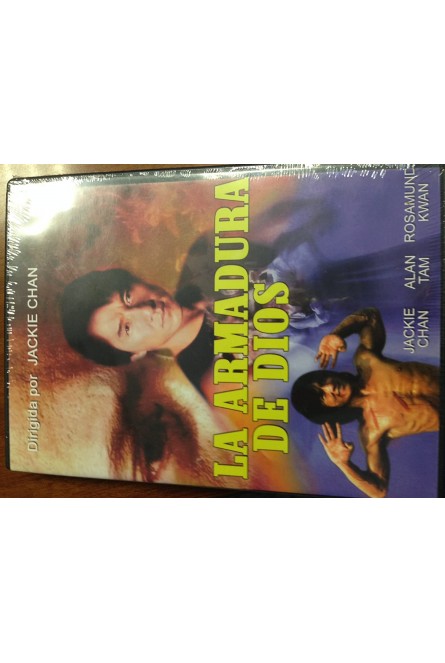 Dirigida por JACKIE CHAN
LA ARMADURA
DE DIOS
JACKIE ALAN ROSAMUND
CHAN TAM KWAN